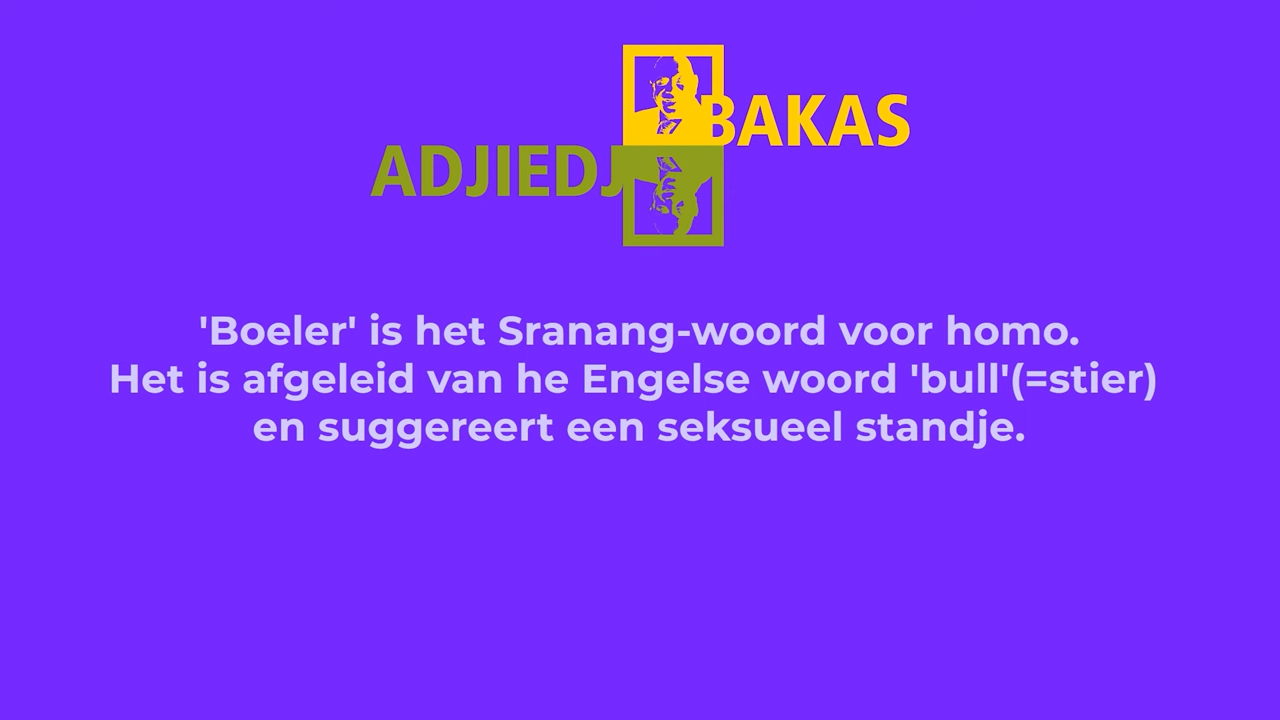 BAKAS
ADJIEDJ
'Boeler' is het Sranang-woord voor homo.
Het is afgeleid van he Engelse woord 'bull'(=stier)
en suggereert een seksueel standje.